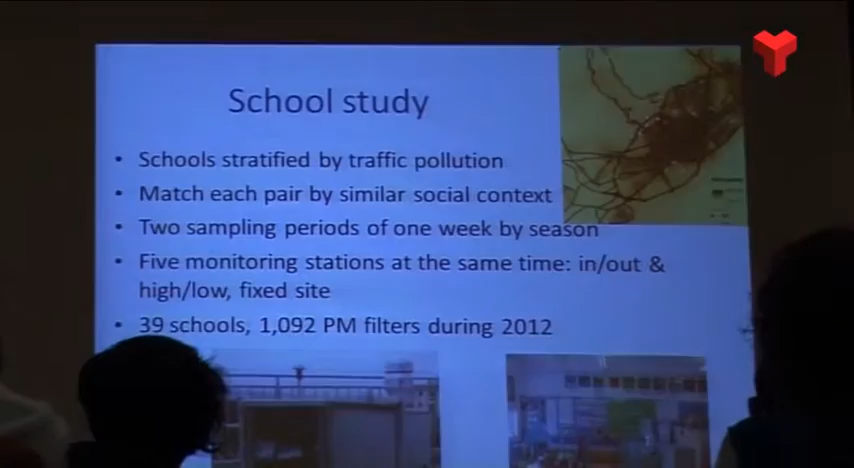 School study
• Schools stratified by traffic pollution
• Match each pair by similar social context
• Two sampling periods of one week by season
• Five monitoring stations at the same time: in/out &
high/low, fixed site
• 39 schools, 1,092 PM filters during 2012